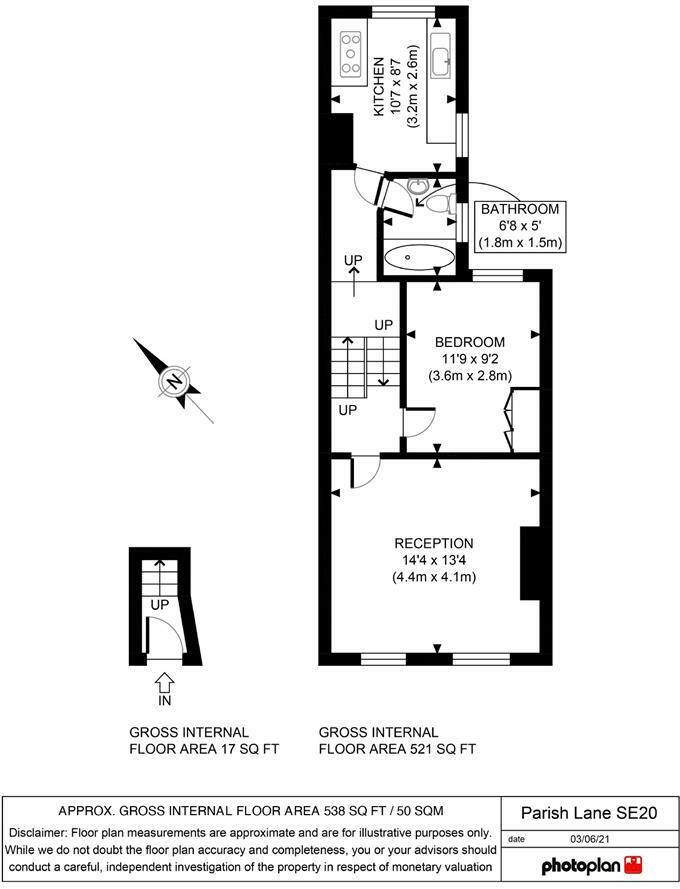 KITCHEN
10'7 x 8'7
(3.2m x 2.6m)
BATHROOM
6'8 x 5'
(1.8m x 1.5m)
UP
UP
BEDROOM
11'9 x 9'2
(3.6m x 2.8m)
N
UP
RECEPTION
14'4 x 13'4
(4.4m x 4.1m)
UP
IN
GROSS INTERNAL
FLOOR AREA 17 SQ FT
GROSS INTERNAL
FLOOR AREA 521 SQ FT
APPROX. GROSS INTERNAL FLOOR AREA 538 SQ FT / 50 SQM
Disclaimer: Floor plan measurements are approximate and are for illustrative purposes only.
While we do not doubt the floor plan accuracy and completeness, you or your advisors should
conduct a careful, independent investigation of the property in respect of monetary valuation
Parish Lane SE20
date 03/06/21
photoplan